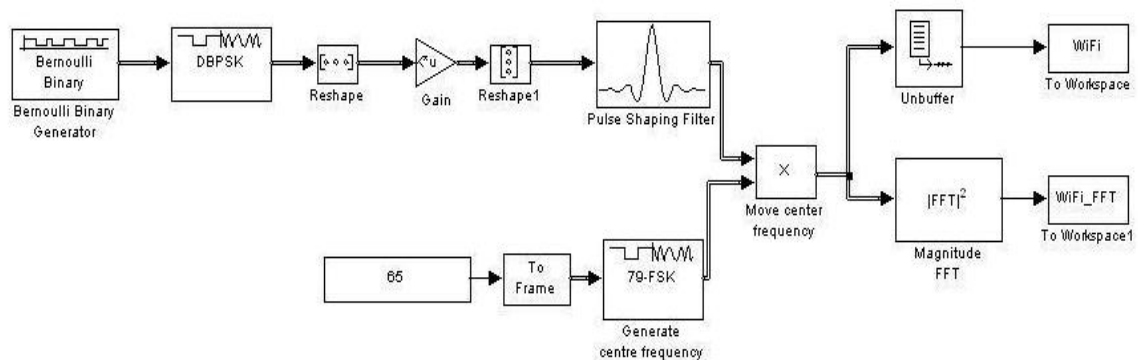 Bernoulli
Binary
Bernoulli Binary
Generator
DBPSK
[ ]
Reshape
u
Gain
[ ]
Reshape1
Pulse Shaping Filter
65
To
Frame
79-FSK
Generate
centre frequency
X
Move center
frequency
Unbuffer
WiFi
To Workspace
|FFT|²
Magnitude
FFT
WiFi_FFT
To Workspace1